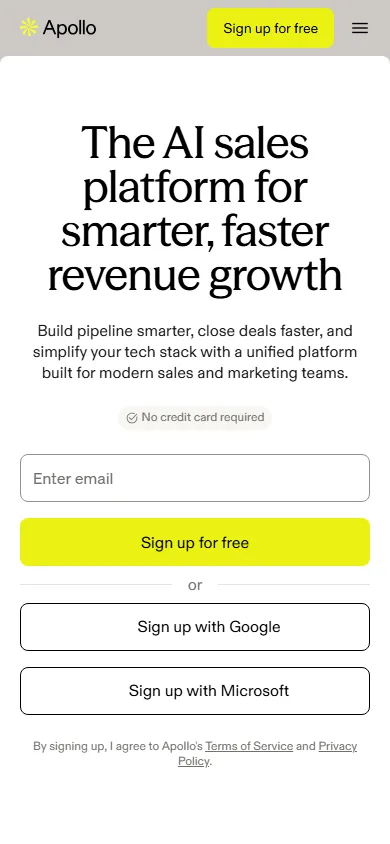 Apollo
Sign up for free
The AI sales
platform for
smarter, faster
revenue growth
Build pipeline smarter, close deals faster, and
simplify your tech stack with a unified platform
built for modern sales and marketing teams.
No credit card required
Enter email
Sign up for free
or
Sign up with Google
Sign up with Microsoft
By signing up, I agree to Apollo's Terms of Service and Privacy
Policy.